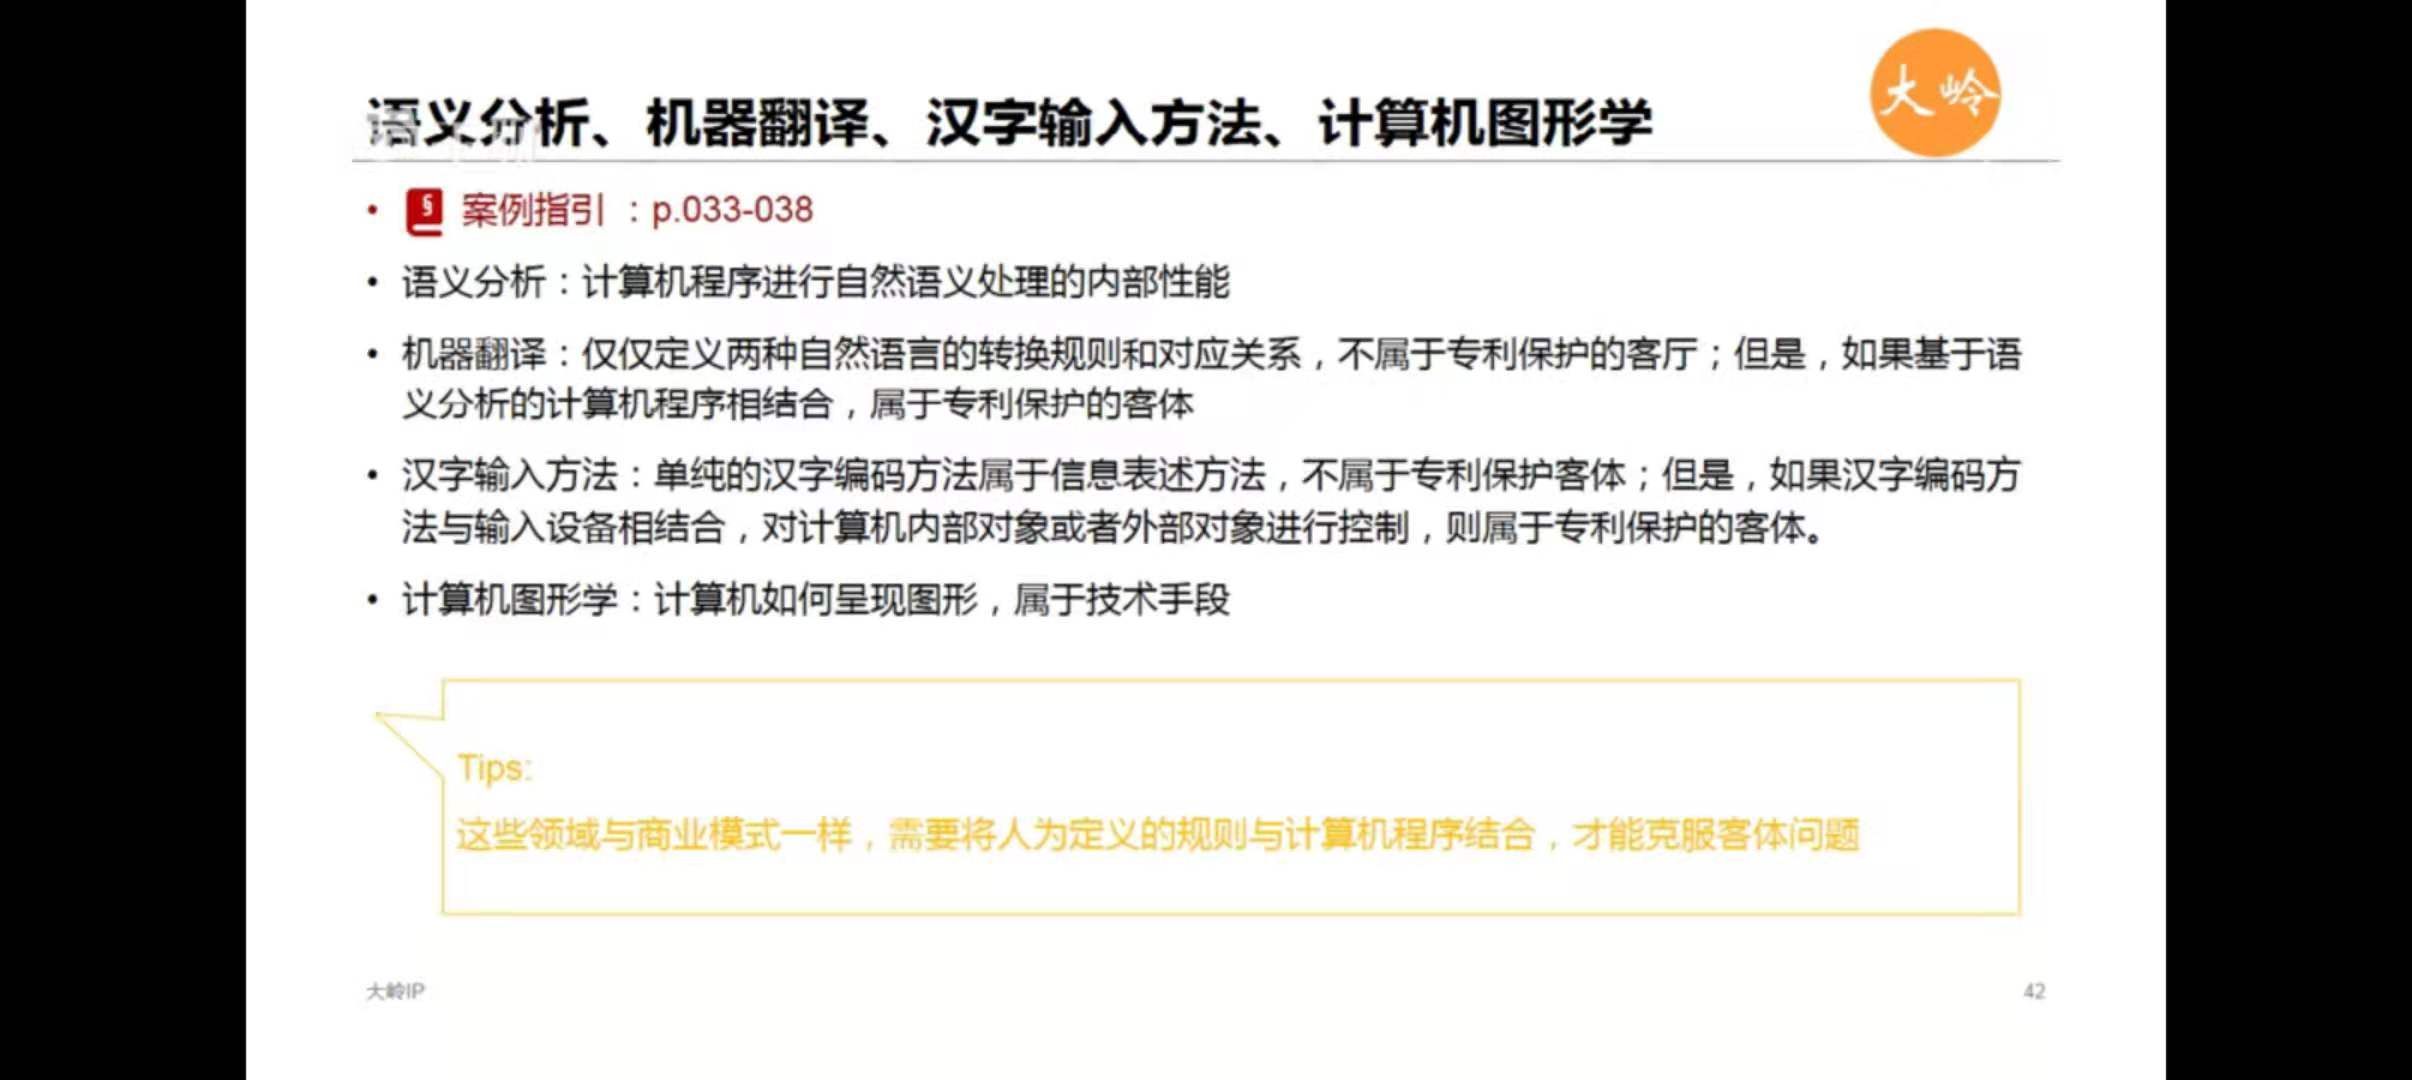 语义分析、机器翻译、汉字输入方法、计算机图形学
大岭
• § 案例指引 ：p.033-038
• 语义分析：计算机程序进行自然语义处理的内部性能
• 机器翻译：仅仅定义两种自然语言的转换规则和对应关系，不属于专利保护的客厅；但是，如果基于语
义分析的计算机程序相结合，属于专利保护的客体
• 汉字输入方法：单纯的汉字编码方法属于信息表述方法，不属于专利保护客体；但是，如果汉字编码方
法与输入设备相结合，对计算机内部对象或者外部对象进行控制，则属于专利保护的客体。
• 计算机图形学：计算机如何呈现图形，属于技术手段
Tips:
这些领域与商业模式一样，需要将人为定义的规则与计算机程序结合，才能克服客体问题
大岭IP
42